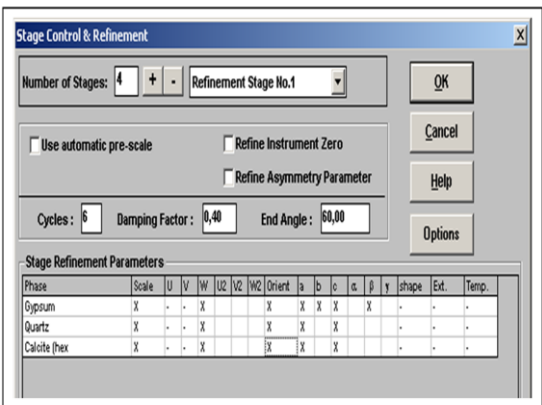 Stage Control & Refinement X
Number of Stages: 4 + - Refinement Stage No.1
OK
Use automatic pre-scale Refine Instrument Zero
Cancel
Refine Asymmetry Parameter
Help
Cycles: 6 Damping Factor: 0,40 End Angle: 60,00
Options
Stage Refinement Parameters
Phase Scale U V W U2 V2 W2 Orient a b c α β γ shape Ext. Temp.
Gypsum X - - X X X X X X - - -
Quartz X - - X X X X - - -
Calcite (hex X - - X X X X - - -